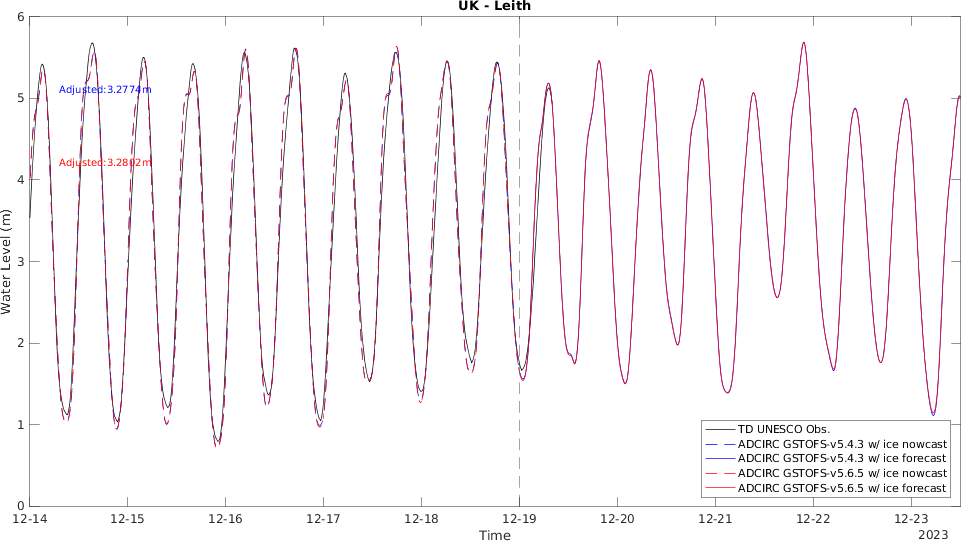 UK - Leith
6
5
4
3
2
1
0
Water Level (m)
Adjusted:3.2774m
Adjusted:3.2802m
TD UNESCO Obs.
ADCIRC GSTOFS-v5.4.3 w/ ice nowcast
ADCIRC GSTOFS-v5.4.3 w/ ice forecast
ADCIRC GSTOFS-v5.6.5 w/ ice nowcast
ADCIRC GSTOFS-v5.6.5 w/ ice forecast
12-14 12-15 12-16 12-17 12-18 12-19 12-20 12-21 12-22 12-23
Time
2023